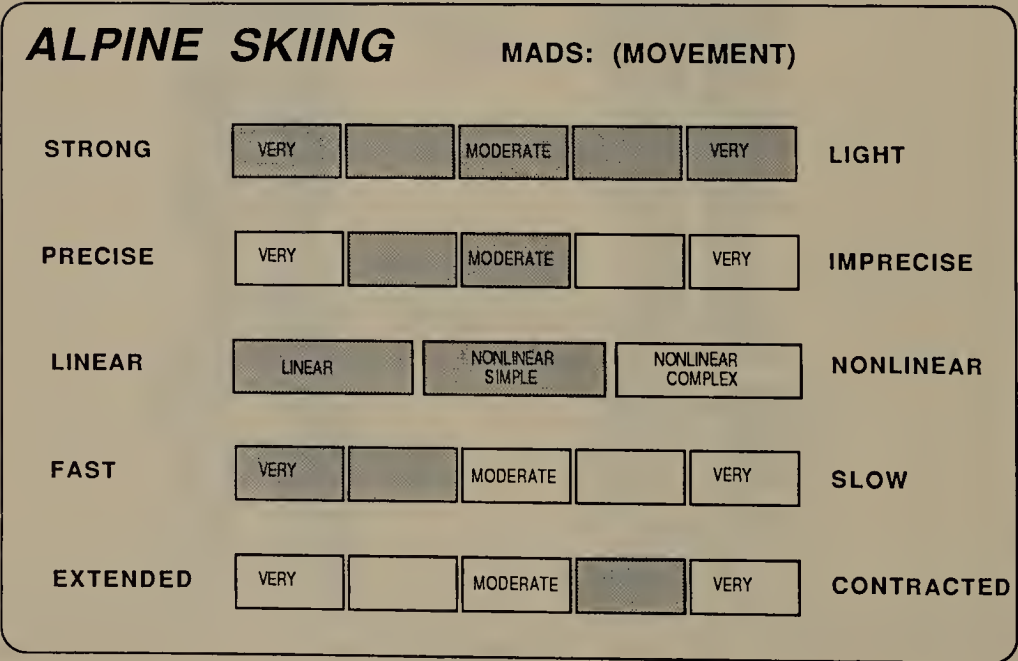 ALPINE SKIING MADS: (MOVEMENT)
STRONG VERY MODERATE VERY LIGHT
PRECISE VERY MODERATE VERY IMPRECISE
LINEAR LINEAR NONLINEAR SIMPLE NONLINEAR COMPLEX NONLINEAR
FAST VERY MODERATE VERY SLOW
EXTENDED VERY MODERATE VERY CONTRACTED